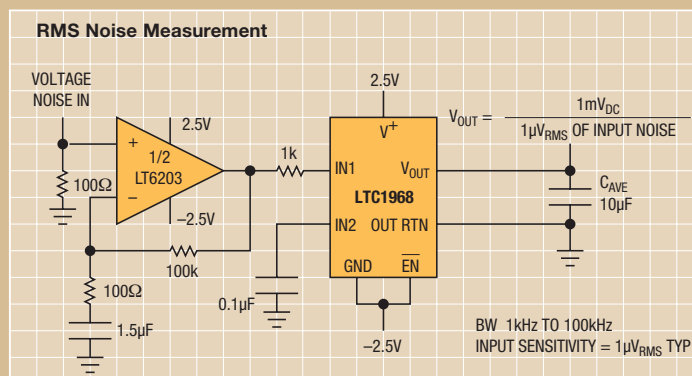 RMS Noise Measurement
VOLTAGE
NOISE IN
2.5V
+
1/2
LT6203
–
–2.5V
100Ω
100k
100Ω
1.5µF
1k
0.1µF
2.5V
V+
IN1
VOUT
LTC1968
IN2
OUT RTN
GND
EN
–2.5V
VOUT = 1mVDC
1µVRMS OF INPUT NOISE
CAVE
10µF
BW 1kHz TO 100kHz
INPUT SENSITIVITY = 1µVRMS TYP